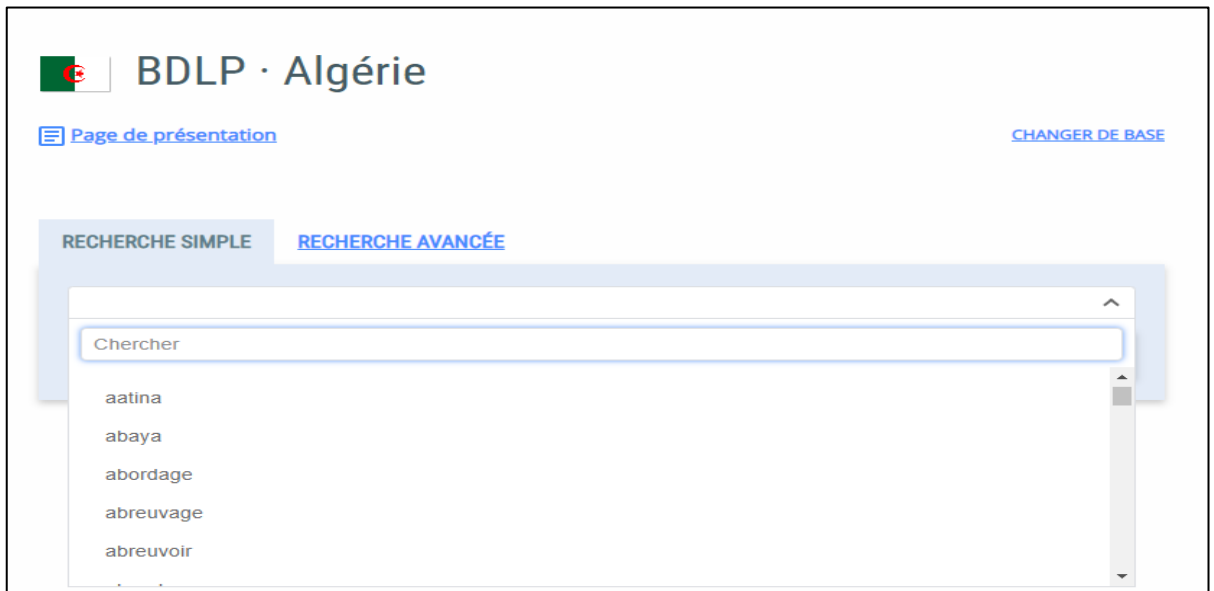 BDLP · Algérie
Page de présentation
CHANGER DE BASE
RECHERCHE SIMPLE
RECHERCHE AVANCÉE
Chercher
aatina
abaya
abordage
abreuvage
abreuvoir